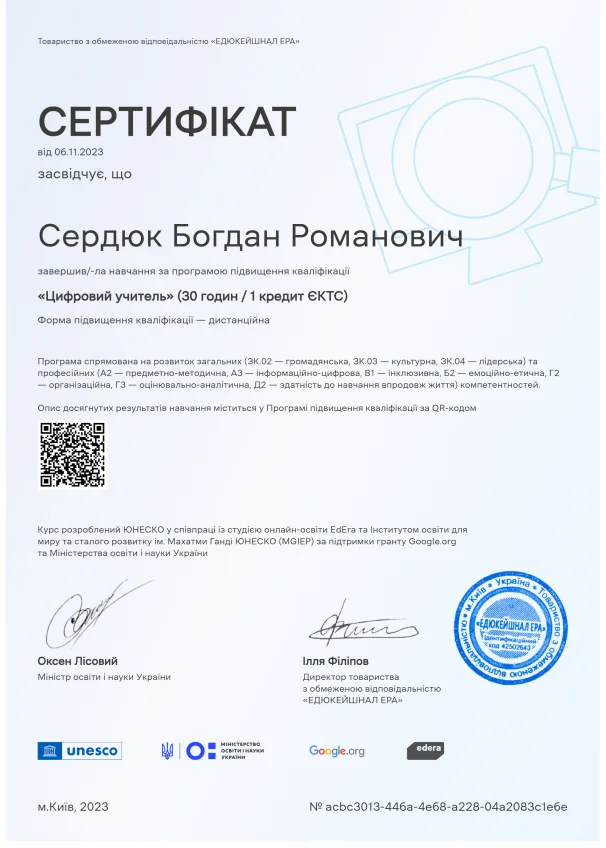 Товариство з обмеженою відповідальністю «ЕДЮКЕЙШНАЛ ЕРА»
СЕРТИФІКАТ
від 06.11.2023
засвідчує, що
Сердюк Богдан Романович
завершив/-ла навчання за програмою підвищення кваліфікації
«Цифровий учитель» (30 годин / 1 кредит ЄКТС)
Форма підвищення кваліфікації — дистанційна
Програма спрямована на розвиток загальних (ЗК.02 — громадянська, ЗК.03 — культурна, ЗК.04 — лідерська) та
професійних (А2 — предметно-методична, А3 — інформаційно-цифрова, В1 — інклюзивна, Б2 — емоційно-етична, Г2
— організаційна, Г3 — оцінювально-аналітична, Д2 — здатність до навчання впродовж життя) компетентностей.
Опис досягнутих результатів навчання міститься у Програмі підвищення кваліфікації за QR-кодом
Курс розроблений ЮНЕСКО у співпраці із студією онлайн-освіти EdEra та Інститутом освіти для
миру та сталого розвитку ім. Махатми Ганді ЮНЕСКО (MGIEP) за підтримки гранту Google.org
та Міністерства освіти і науки України
Оксен Лісовий
Міністр освіти і науки України
Ілля Філіпов
Директор товариства
з обмеженою відповідальністю
«ЕДЮКЕЙШНАЛ ЕРА»
м.Київ * Україна * Товариство з обмеженою відповідальністю *
«ЕДЮКЕЙШНАЛ ЕРА»
Ідентифікаційний
код 42502643
unesco
МІНІСТЕРСТВО
ОСВІТИ І НАУКИ
УКРАЇНИ
Google.org
edera
м.Київ, 2023
№ acbc3013-446a-4e68-a228-04a2083c1e6e